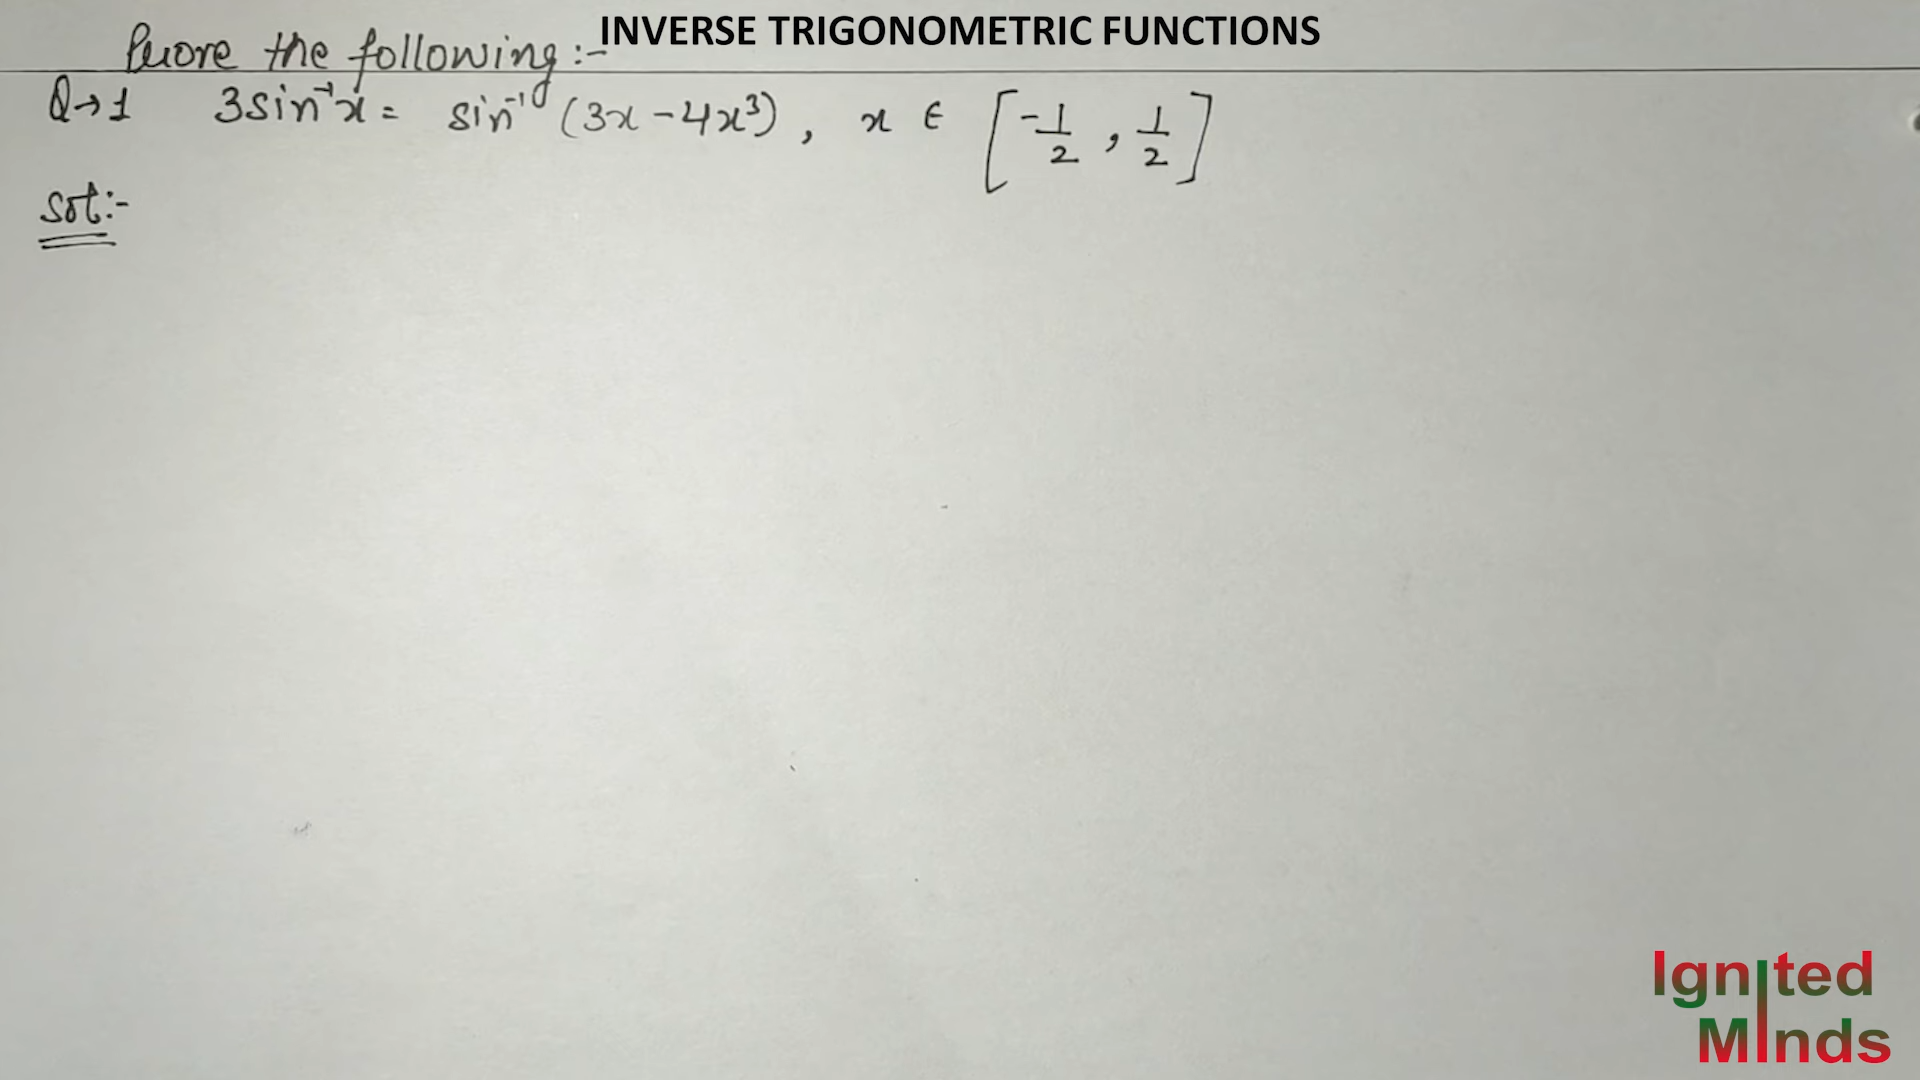 INVERSE TRIGONOMETRIC FUNCTIONS
Prove the following:-
Q→1 3sin⁻¹x = sin⁻¹(3x-4x³), x ∈ [-1/2, 1/2]
Sol:-
Ignited
Minds